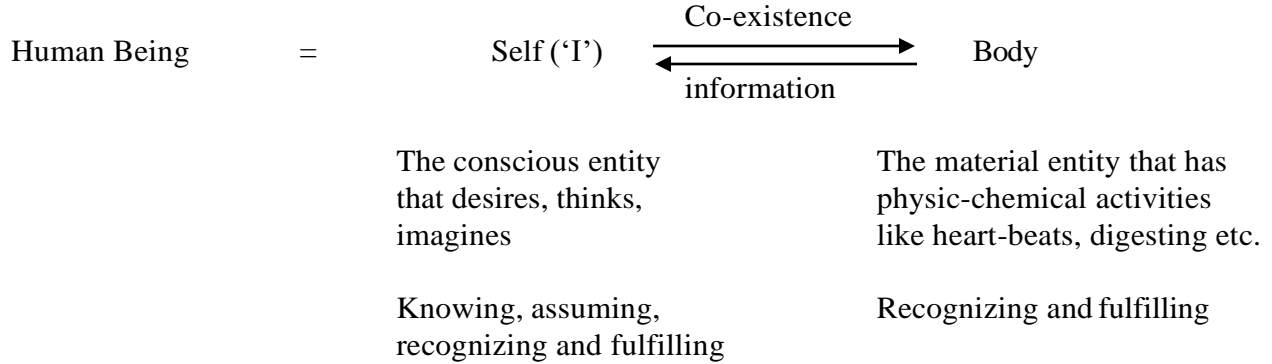 Co-existence
Human Being = Self (‘I’) Body
information
The conscious entity
that desires, thinks,
imagines
The material entity that has
physic-chemical activities
like heart-beats, digesting etc.
Knowing, assuming,
recognizing and fulfilling
Recognizing and fulfilling